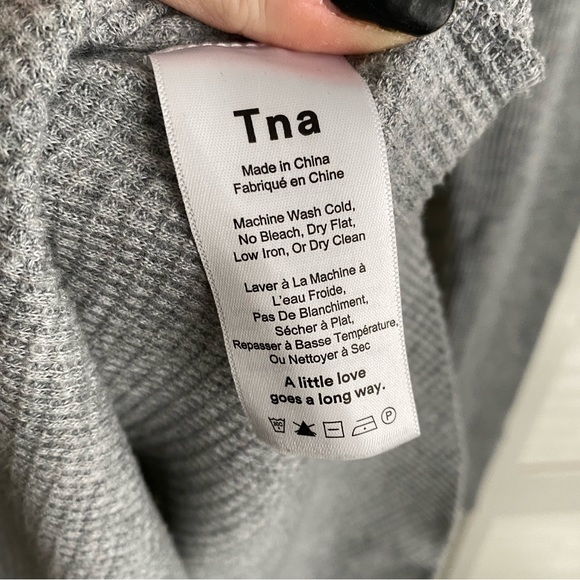 Tna
Made in China
Fabriqué en Chine
Machine Wash Cold,
No Bleach, Dry Flat,
Low Iron, Or Dry Clean
Laver à La Machine à
L'eau Froide,
Pas De Blanchiment,
Sécher à Plat,
Repasser à Basse Température,
Ou Nettoyer à Sec
A little love
goes a long way.
P